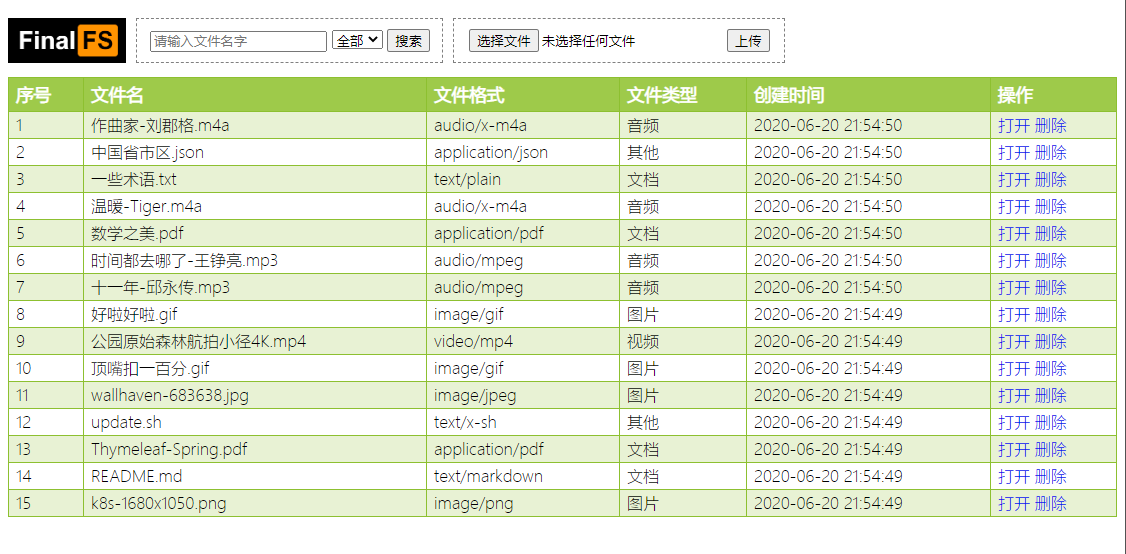 FinalFS 请输入文件名字 全部 搜索 选择文件 未选择任何文件 上传
序号 文件名 文件格式 文件类型 创建时间 操作
1 作曲家-刘郡格.m4a audio/x-m4a 音频 2020-06-20 21:54:50 打开 删除
2 中国省市区.json application/json 其他 2020-06-20 21:54:50 打开 删除
3 一些术语.txt text/plain 文档 2020-06-20 21:54:50 打开 删除
4 温暖-Tiger.m4a audio/x-m4a 音频 2020-06-20 21:54:50 打开 删除
5 数学之美.pdf application/pdf 文档 2020-06-20 21:54:50 打开 删除
6 时间都去哪了-王铮亮.mp3 audio/mpeg 音频 2020-06-20 21:54:50 打开 删除
7 十一年-邱永传.mp3 audio/mpeg 音频 2020-06-20 21:54:50 打开 删除
8 好啦好啦.gif image/gif 图片 2020-06-20 21:54:49 打开 删除
9 公园原始森林航拍小径4K.mp4 video/mp4 视频 2020-06-20 21:54:49 打开 删除
10 顶嘴扣一百分.gif image/gif 图片 2020-06-20 21:54:49 打开 删除
11 wallhaven-683638.jpg image/jpeg 图片 2020-06-20 21:54:49 打开 删除
12 update.sh text/x-sh 其他 2020-06-20 21:54:49 打开 删除
13 Thymeleaf-Spring.pdf application/pdf 文档 2020-06-20 21:54:49 打开 删除
14 README.md text/markdown 文档 2020-06-20 21:54:49 打开 删除
15 k8s-1680x1050.png image/png 图片 2020-06-20 21:54:49 打开 删除